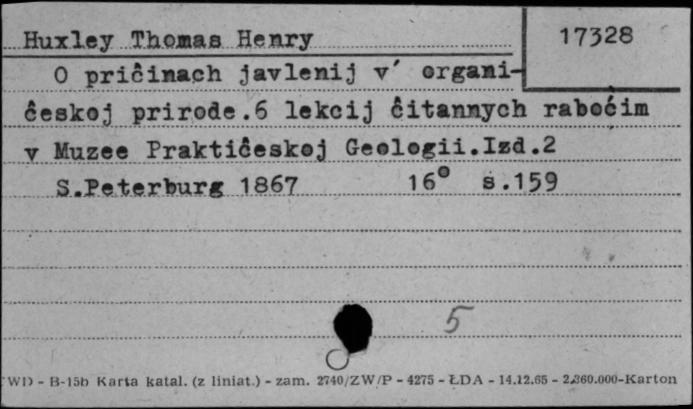 Huxley Thomas Henry
17328
O pričinach javlenij v' organi-
českoj prirode.6 lekcij čitannych raboćim
v Muzee Praktičeskoj Geologii.Izd.2
S.Peterburg 1867 16° s.159
5
WD - B-15b Karta katal. (z liniat.) - zam. 2740/ZW/P - 4275 - ŁDA - 14.12.65 - 2.360.000-Karton